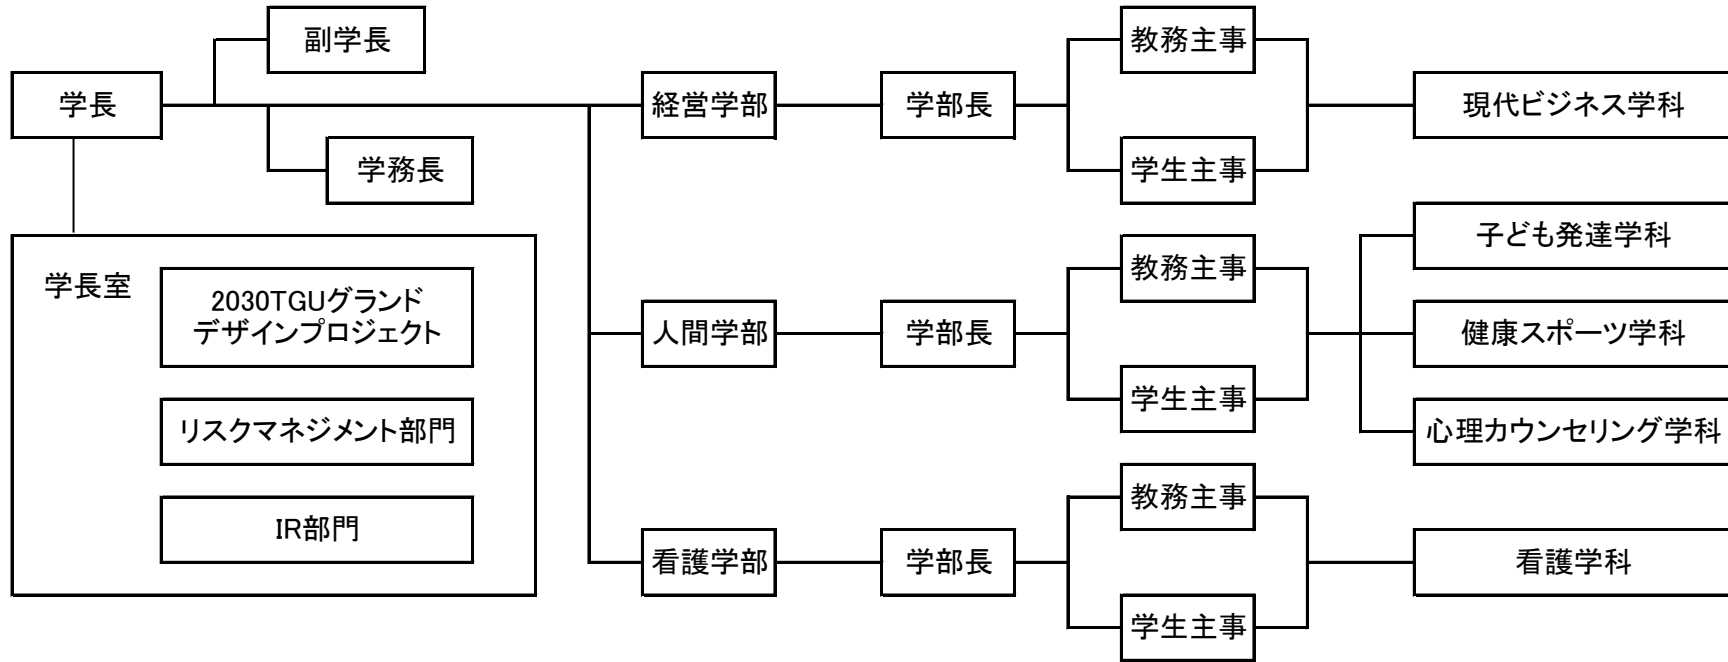 副学長
学長
学務長
学長室
2030TGUグランド
デザインプロジェクト
リスクマネジメント部門
IR部門
経営学部
学部長
教務主事
学生主事
現代ビジネス学科
人間学部
学部長
教務主事
学生主事
子ども発達学科
健康スポーツ学科
心理カウンセリング学科
看護学部
学部長
教務主事
学生主事
看護学科